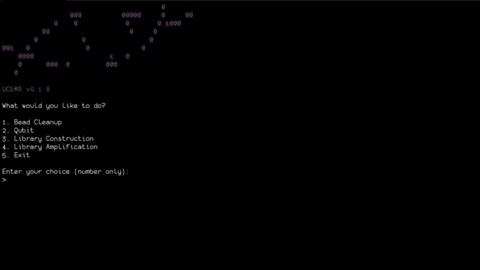 UCEMR v0.1.8
What would you like to do?
1. Bead Cleanup
2. Qubit
3. Library Construction
4. Library Amplification
5. Exit
Enter your choice (number only):
>